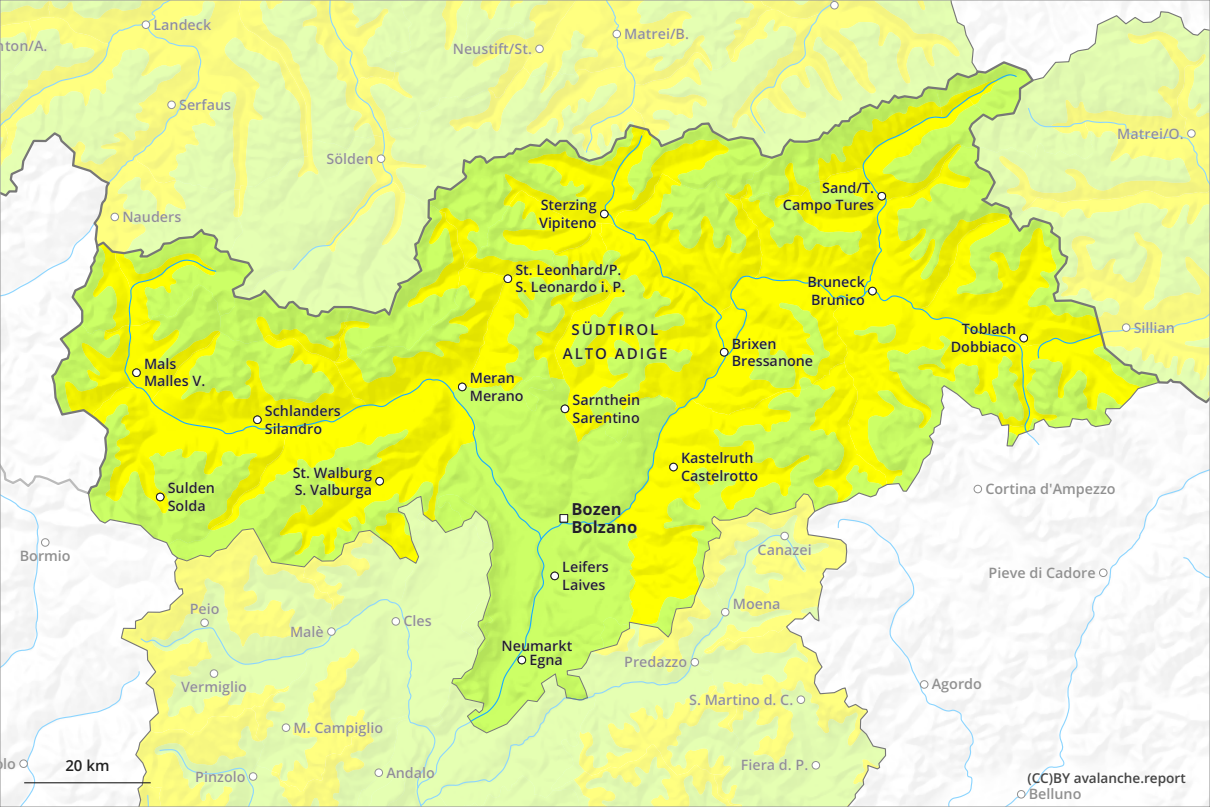 Landeck
nton/A.
Matrei/B.
Neustift/St.
Serfaus
Matrei/O.
Sölden
Sand/T.
Campo Tures
Sterzing
Vipiteno
Nauders
St. Leonhard/P.
S. Leonardo i. P.
Bruneck
Brunico
SÜDTIROL
ALTO ADIGE
Toblach
Dobbiaco
Sillian
Brixen
Bressanone
Mals
Malles V.
Meran
Merano
Sarnthein
Sarentino
Schlanders
Silandro
Kastelruth
Castelrotto
St. Walburg
S. Valburga
Sulden
Solda
Cortina d'Ampezzo
Bozen
Bolzano
Bormio
Canazei
Leifers
Laives
Pieve di Cadore
Peio
Moena
Malè
Cles
Neumarkt
Egna
Predazzo
Vermiglio
Agordo
S. Martino d. C.
M. Campiglio
olo
20 km
Pinzolo
Andalo
Fiera d. P.
(CC)BY avalanche.report
Belluno